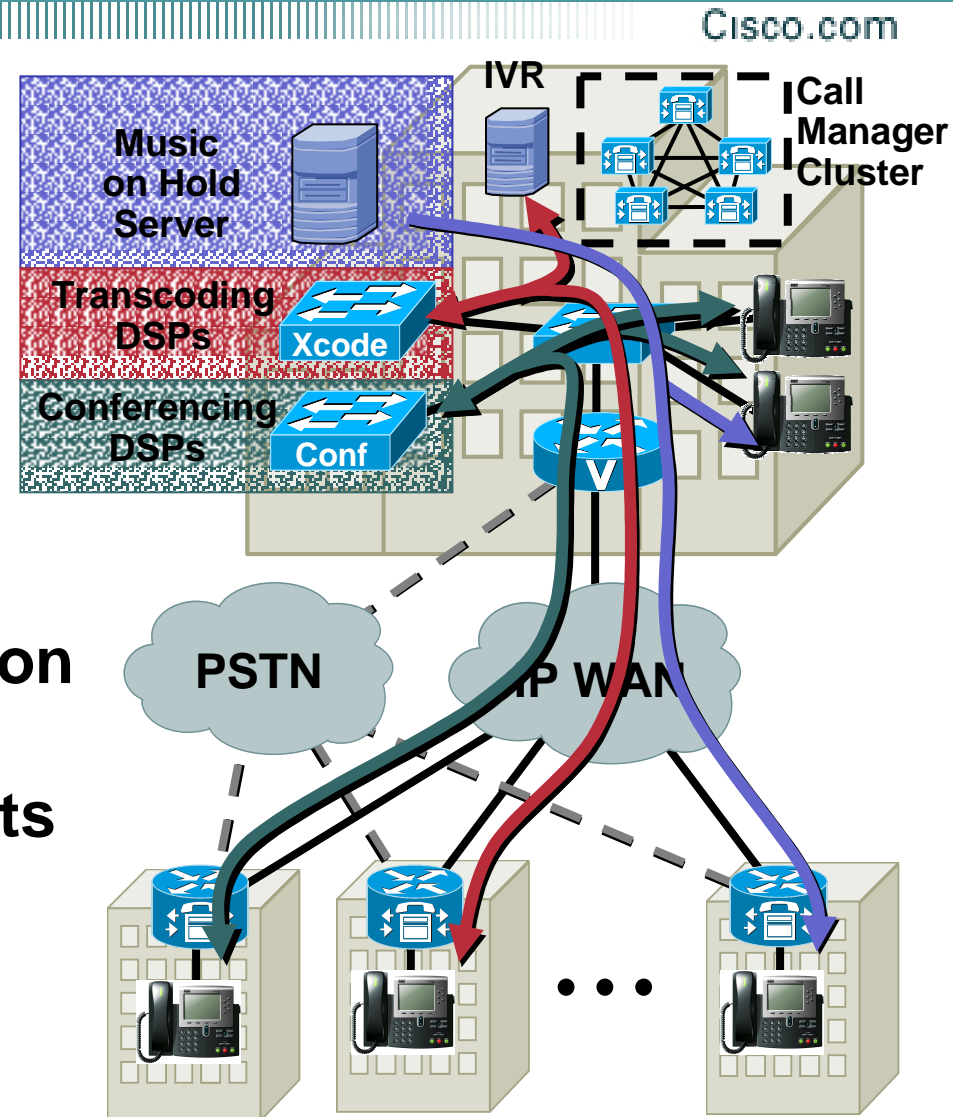 Cisco.com
IVR
Call
Manager
Cluster
Music
on Hold
Server
Transcoding
DSPs
Xcode
Conferencing
DSPs
Conf
V
on
PSTN
IP WAN
ts
• • •